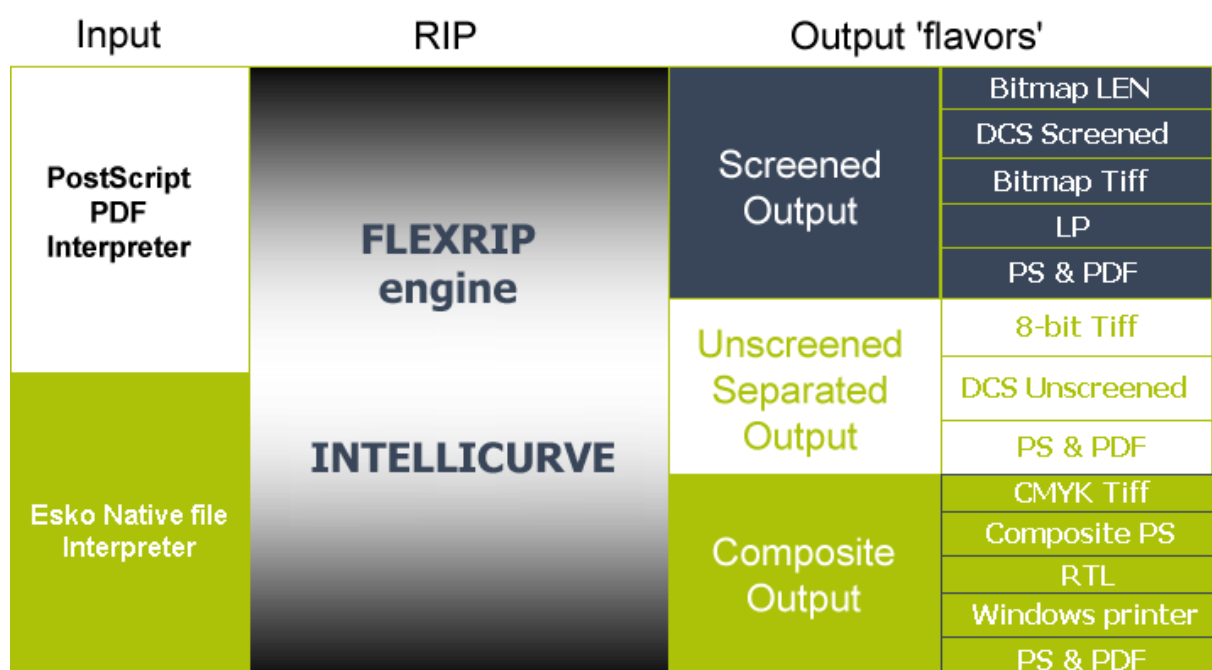 Input
RIP
Output 'flavors'
PostScript
PDF
Interpreter
Esko Native file
Interpreter
FLEXRIP
engine
INTELLICURVE
Screened
Output
Bitmap LEN
DCS Screened
Bitmap Tiff
LP
PS & PDF
Unscreened
Separated
Output
8-bit Tiff
DCS Unscreened
PS & PDF
Composite
Output
CMYK Tiff
Composite PS
RTL
Windows printer
PS & PDF